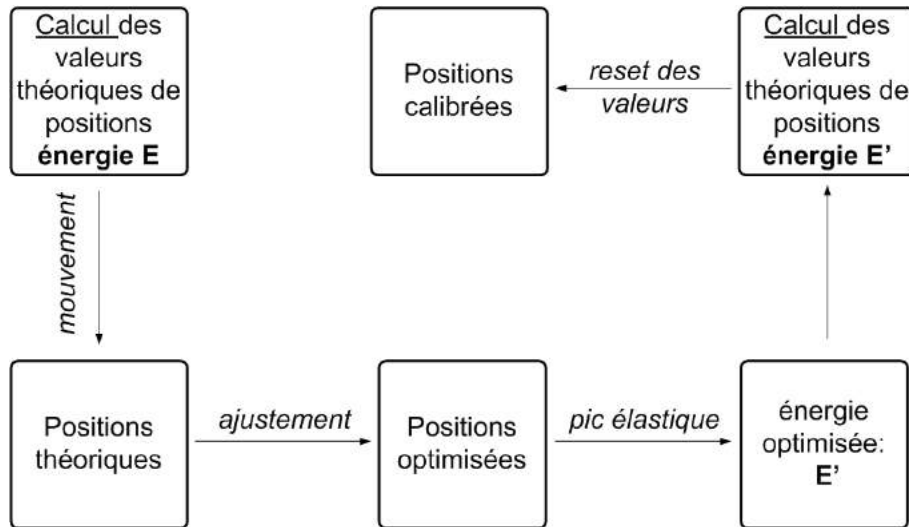 Calcul des
valeurs
théoriques de
positions
énergie E
mouvement
Positions
théoriques
ajustement
Positions
optimisées
pic élastique
énergie
optimisée:
E'
Calcul des
valeurs
théoriques de
positions
énergie E'
reset des
valeurs
Positions
calibrées